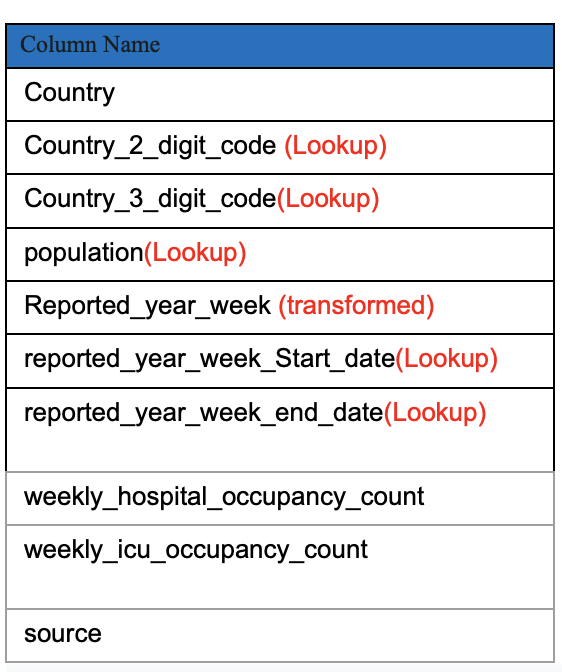 Column Name
Country
Country_2_digit_code (Lookup)
Country_3_digit_code(Lookup)
population(Lookup)
Reported_year_week (transformed)
reported_year_week_Start_date(Lookup)
reported_year_week_end_date(Lookup)
weekly_hospital_occupancy_count
weekly_icu_occupancy_count
source